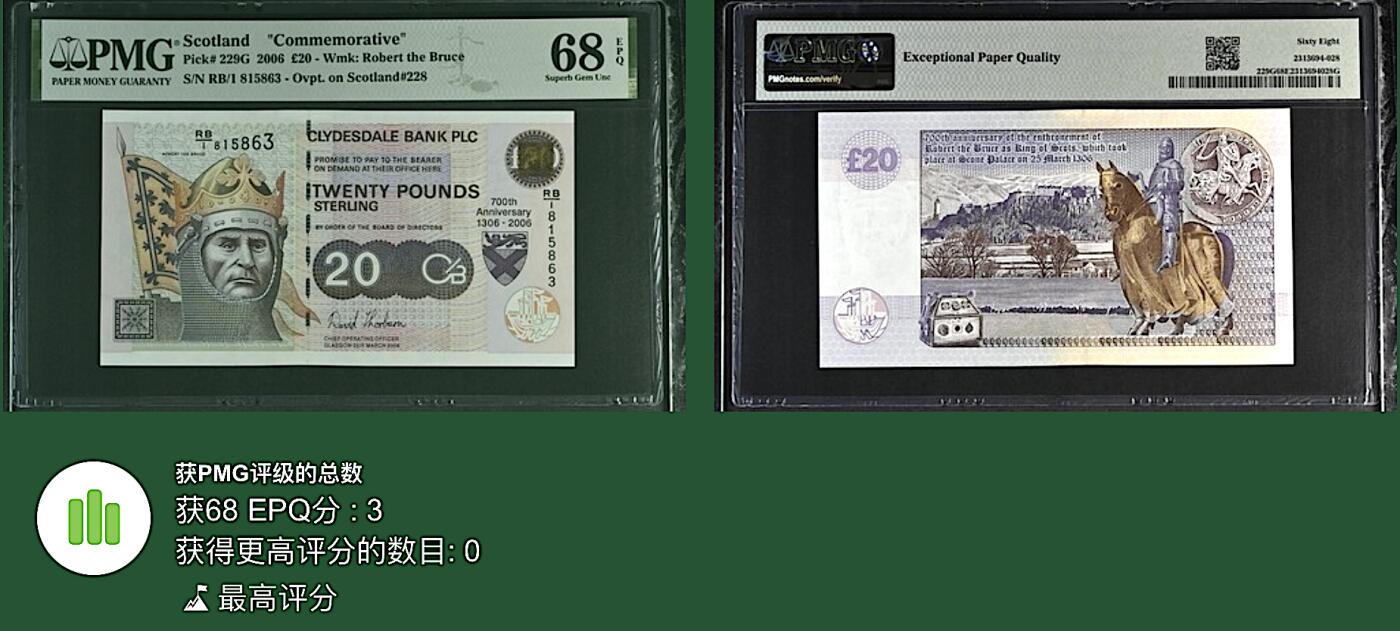 PMG
PAPER MONEY GUARANTY
Scotland "Commemorative"
Pick# 229G 2006 £20 - Wmk: Robert the Bruce
S/N RB/1 815863 - Ovpt. on Scotland#228
68
EPQ
Superb Gem Unc
RB/1 815863
CLYDESDALE BANK PLC
PROMISE TO PAY TO THE BEARER
ON DEMAND AT THEIR OFFICE HERE
TWENTY POUNDS
STERLING
BY ORDER OF THE BOARD OF DIRECTORS
700th
Anniversary
1306 - 2006
RB/1 815863
20
CB
David Thorburn
CHIEF OPERATING OFFICER
PMG
PMGnotes.com/verify
Exceptional Paper Quality
Sixty Eight
2313694-028
229G68E2313694028G
£20
700th anniversary of the enthronement of
Robert the Bruce as King of Scots, which took
place at Scone Palace on 25 March 1306
获PMG评级的总数
获68 EPQ分 : 3
获得更高评分的数目: 0
最高评分